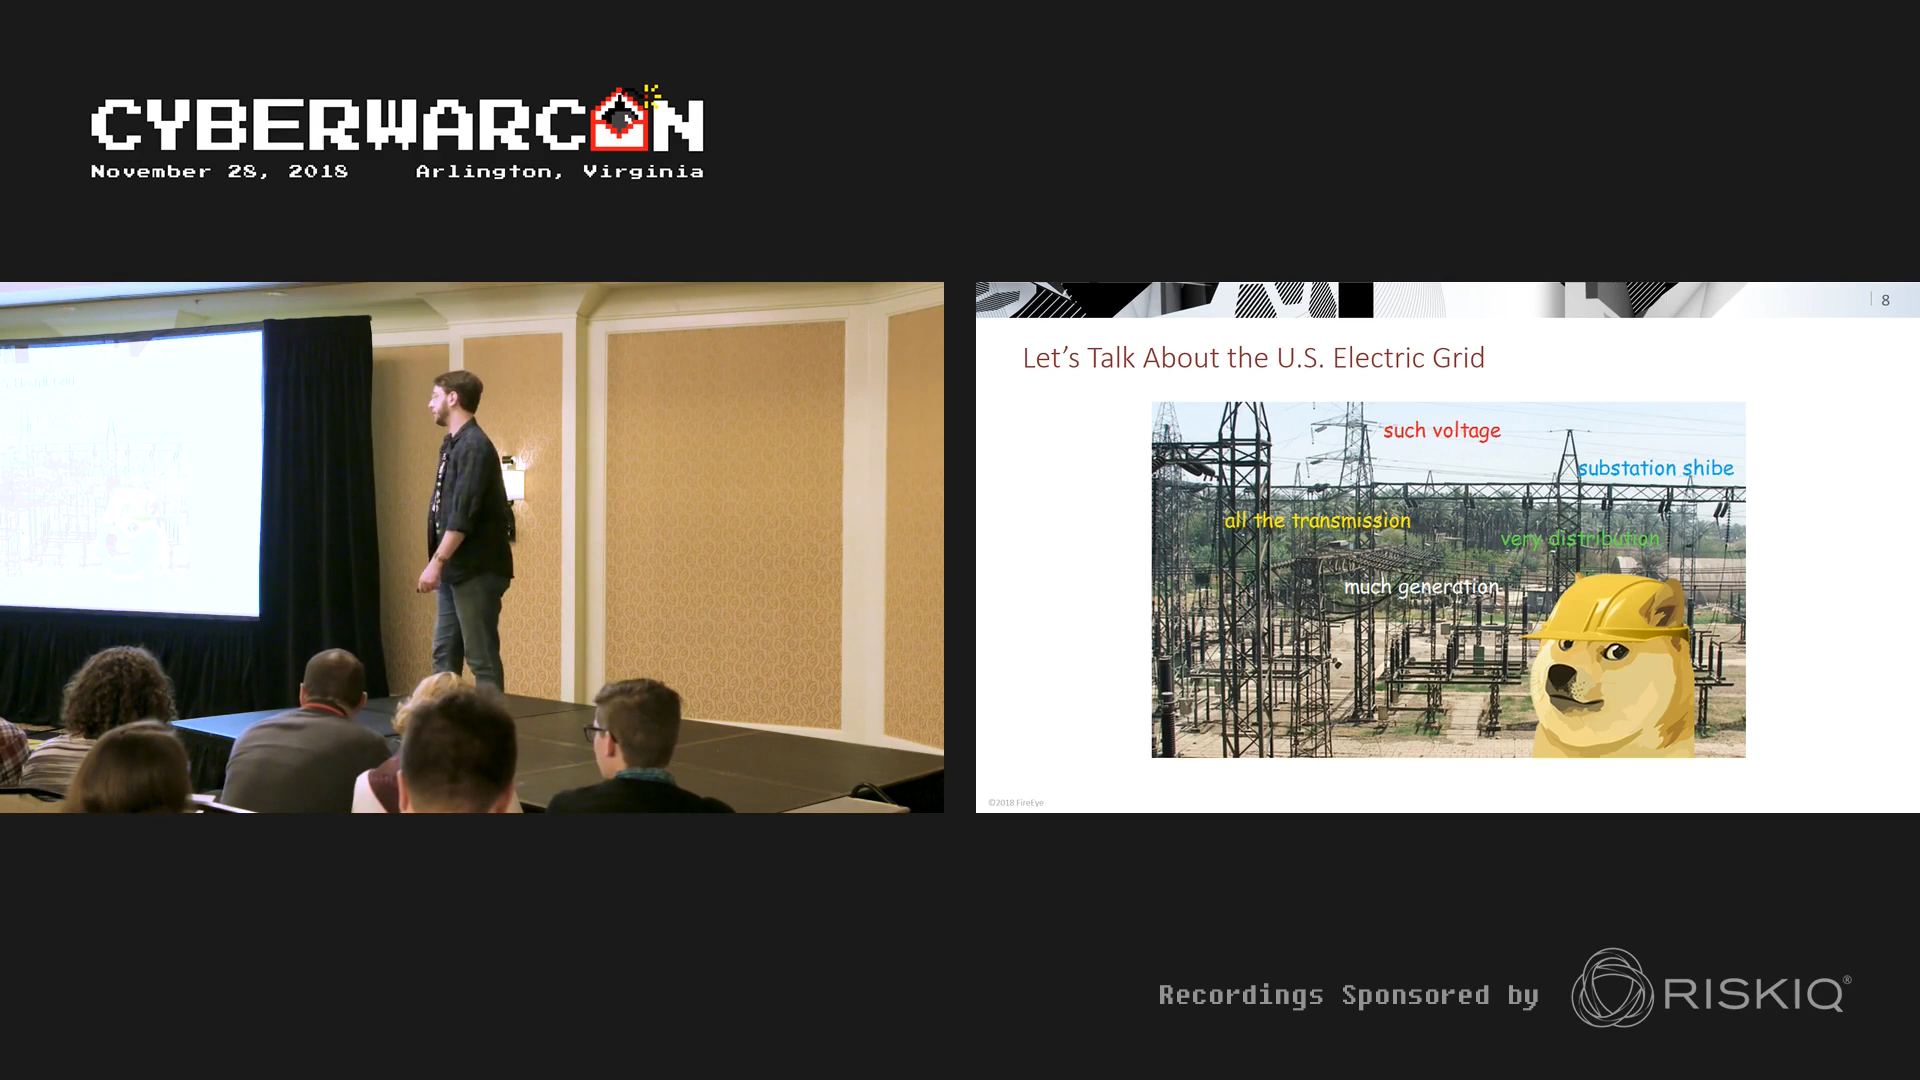 CYBERWARCON
November 28, 2018 Arlington, Virginia
8
Let's Talk About the U.S. Electric Grid
such voltage
substation shibe
all the transmission
very distribution
much generation
©2018 FireEye
Recordings Sponsored by
RISKIQ®